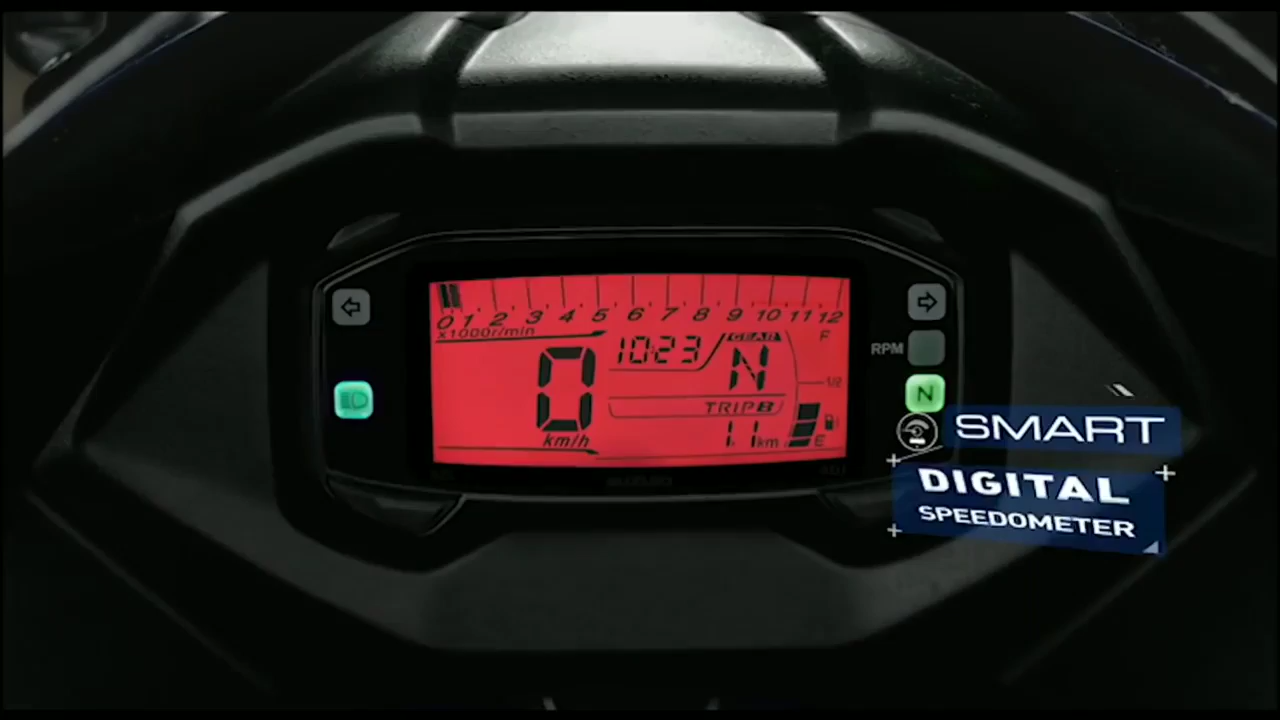 0 1 2 3 4 5 6 7 8 9 10 11 12
x1000r/min
F
10:23
GEAR
N
RPM
0
1/2
N
TRIP B
km/h
1.1 km
E
SMART
DIGITAL
SPEEDOMETER